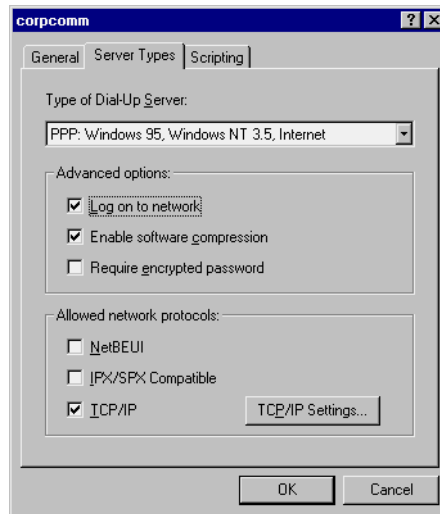 corpcomm
General Server Types Scripting
Type of Dial-Up Server:
PPP: Windows 95, Windows NT 3.5, Internet
Advanced options:
Log on to network
Enable software compression
Require encrypted password
Allowed network protocols:
NetBEUI
IPX/SPX Compatible
TCP/IP TCP/IP Settings...
OK Cancel